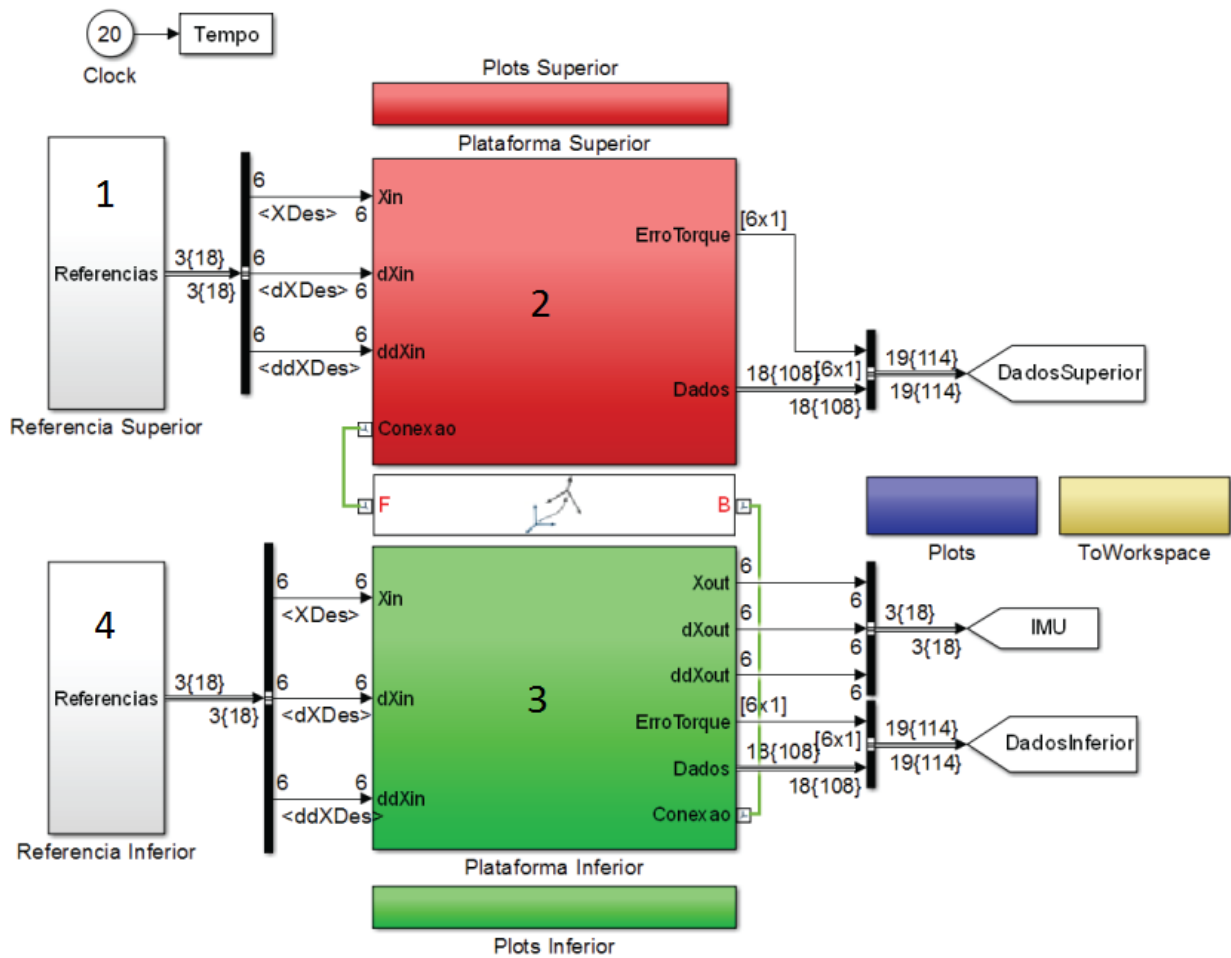 20
Tempo
Clock
Plots Superior
Plataforma Superior
1
Referencias
3{18}
3{18}
Referencia Superior
6
<XDes>
6
6
<dXDes>
6
6
6
<ddXDes>
Xin
dXin
ddXin
2
ErroTorque
Dados
Conexao
[6x1]
18{108}
[6x1]
18{108}
19{114}
19{114}
DadosSuperior
F
B
Plots
ToWorkspace
4
Referencias
3{18}
3{18}
Referencia Inferior
6
6
<XDes>
6
6
<dXDes>
6
6
<ddXDes>
Xin
dXin
ddXin
3
Xout
dXout
ddXout
ErroTorque
Dados
Conexao
6
6
6
6
6
6
3{18}
3{18}
IMU
[6x1]
[6x1]
18{108}
18{108}
19{114}
19{114}
DadosInferior
Plataforma Inferior
Plots Inferior